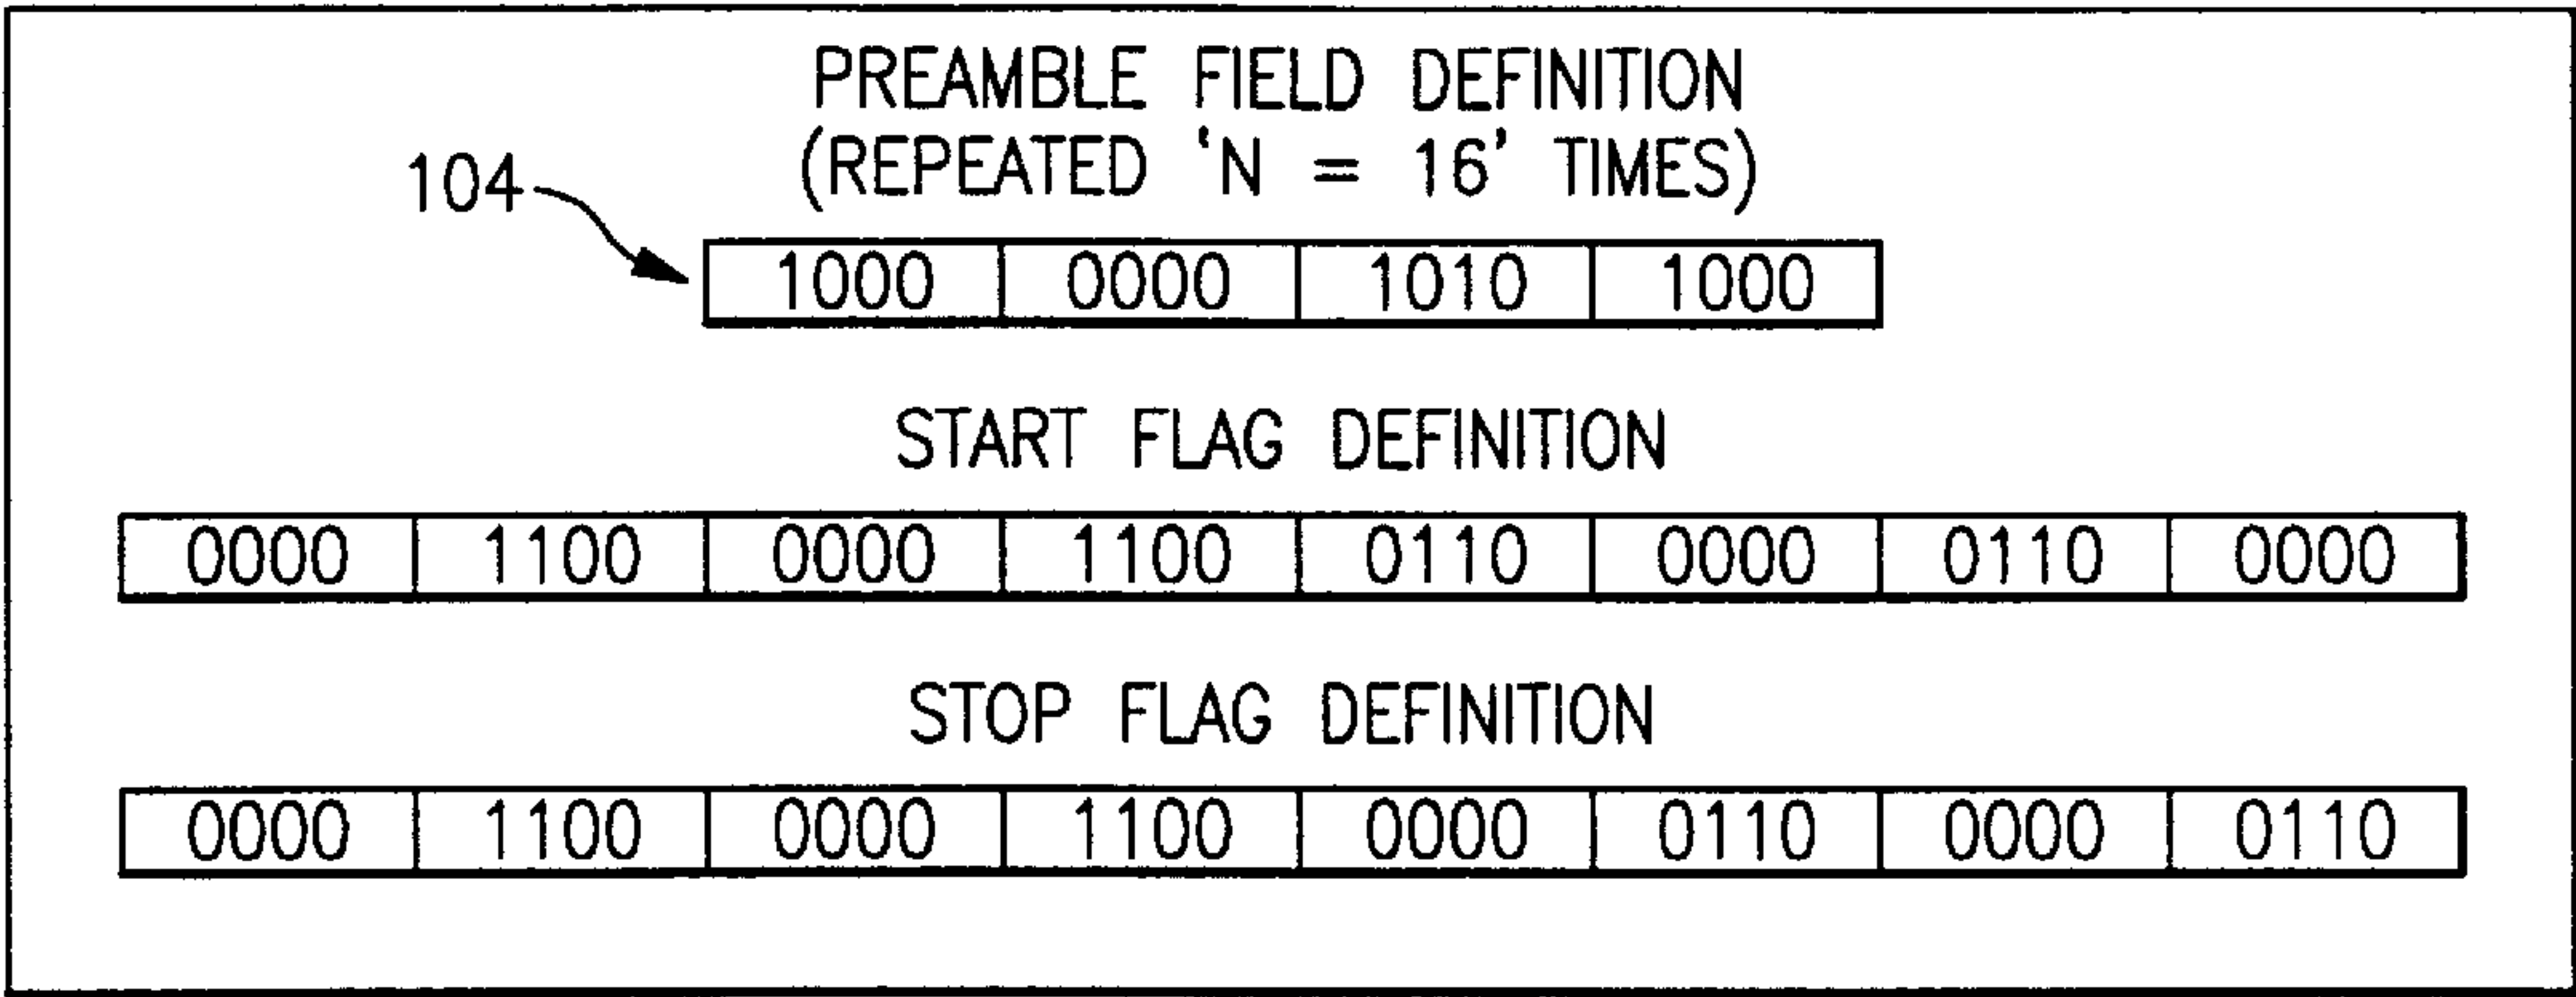 PREAMBLE FIELD DEFINITION
(REPEATED 'N = 16' TIMES)
104
1000 0000 1010 1000
START FLAG DEFINITION
0000 1100 0000 1100 0110 0000 0110 0000
STOP FLAG DEFINITION
0000 1100 0000 1100 0000 0110 0000 0110